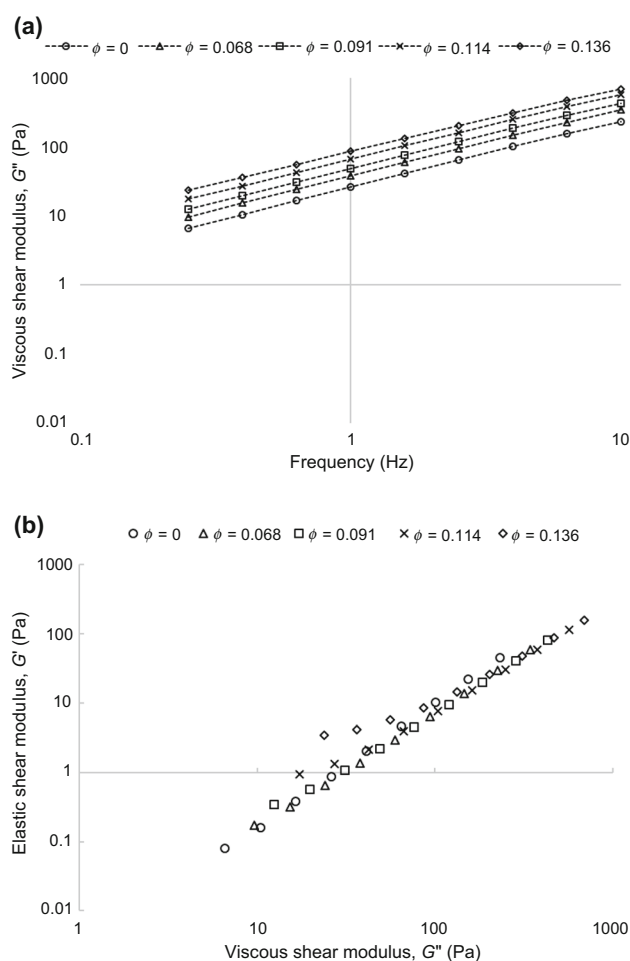 (a)
ϕ = 0 ϕ = 0.068 ϕ = 0.091 ϕ = 0.114 ϕ = 0.136
1000
100
10
1
0.1
0.01
Viscous shear modulus, G" (Pa)
0.1 1 10
Frequency (Hz)
(b)
ϕ = 0 ϕ = 0.068 ϕ = 0.091 ϕ = 0.114 ϕ = 0.136
1000
100
10
1
0.1
0.01
Elastic shear modulus, G' (Pa)
1 10 100 1000
Viscous shear modulus, G" (Pa)